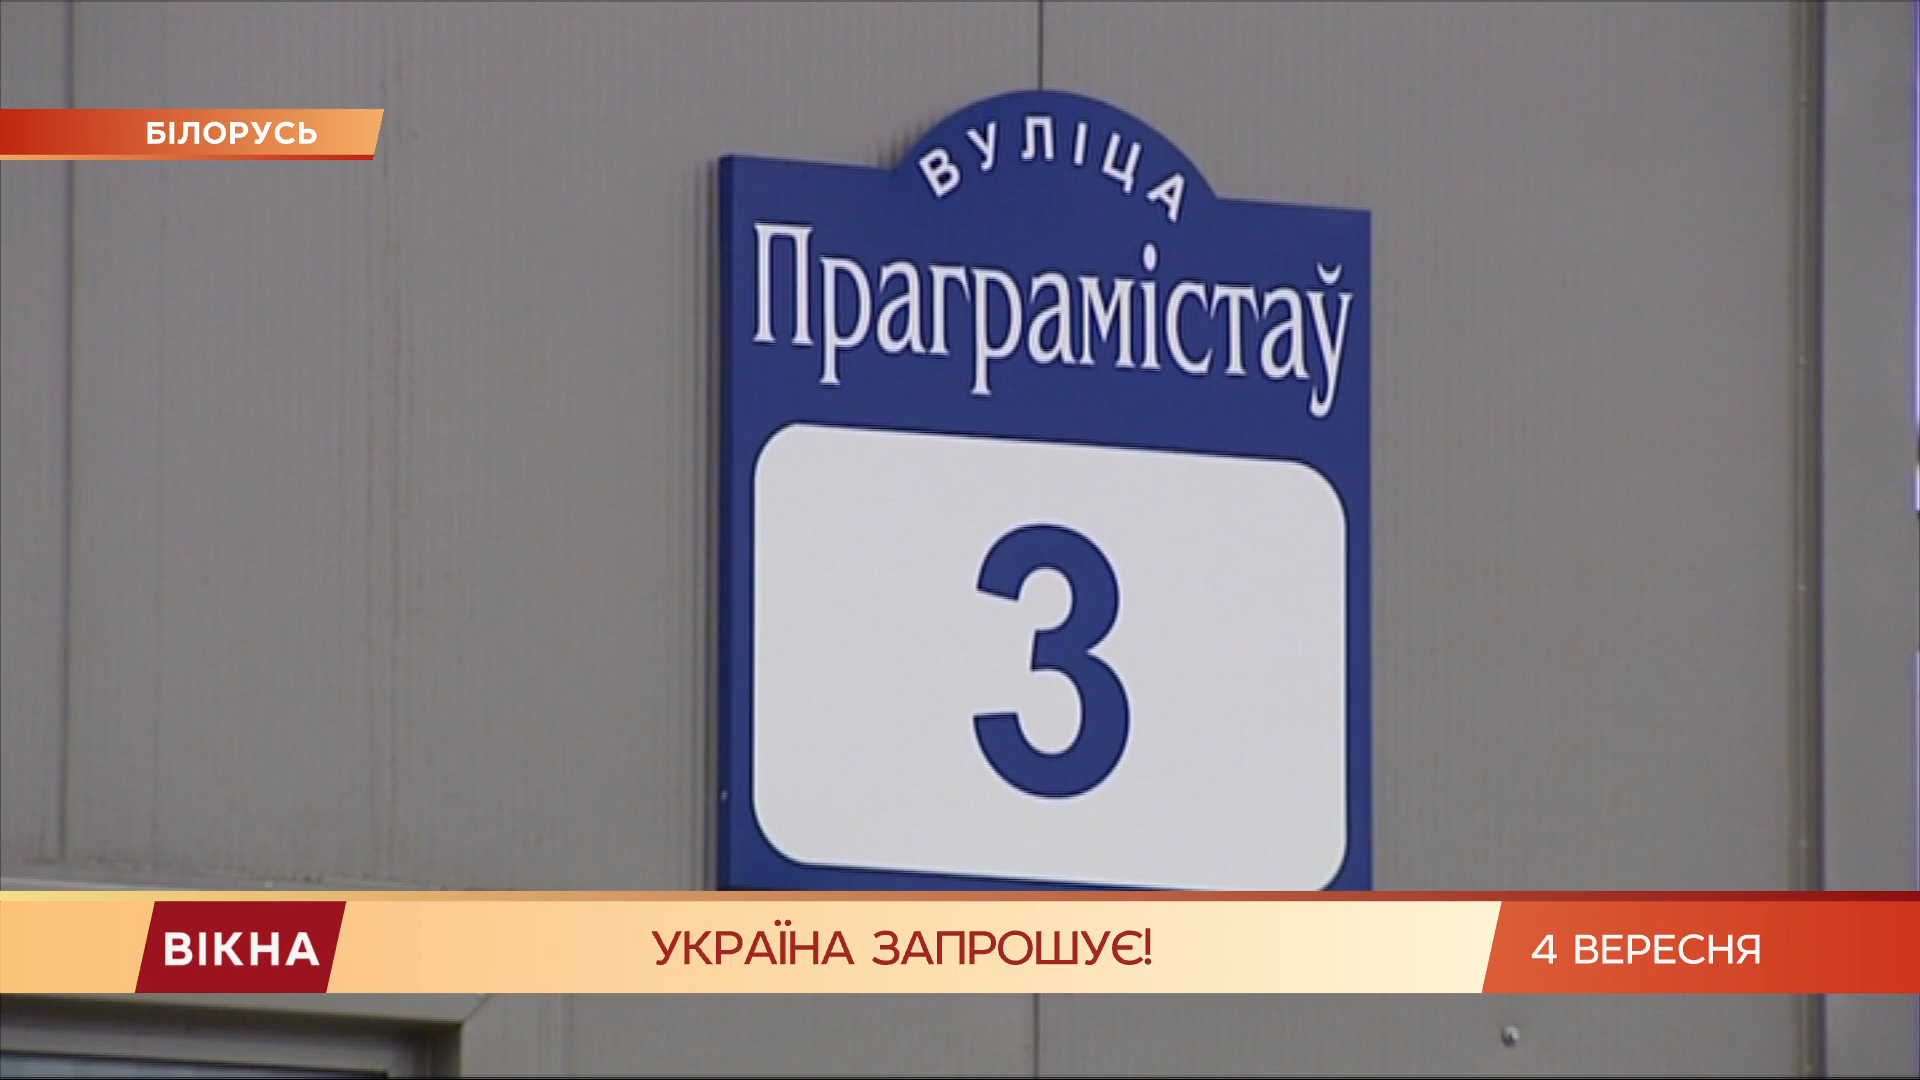 БІЛОРУСЬ
ВУЛІЦА
Праграмістаў
3
ВІКНА
УКРАЇНА ЗАПРОШУЄ!
4 ВЕРЕСНЯ